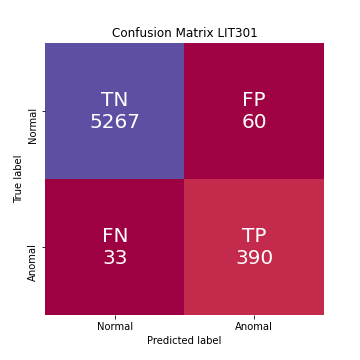 Confusion Matrix LIT301
True label
Normal
TN
5267
FP
60
Anomal
FN
33
TP
390
Normal
Anomal
Predicted label